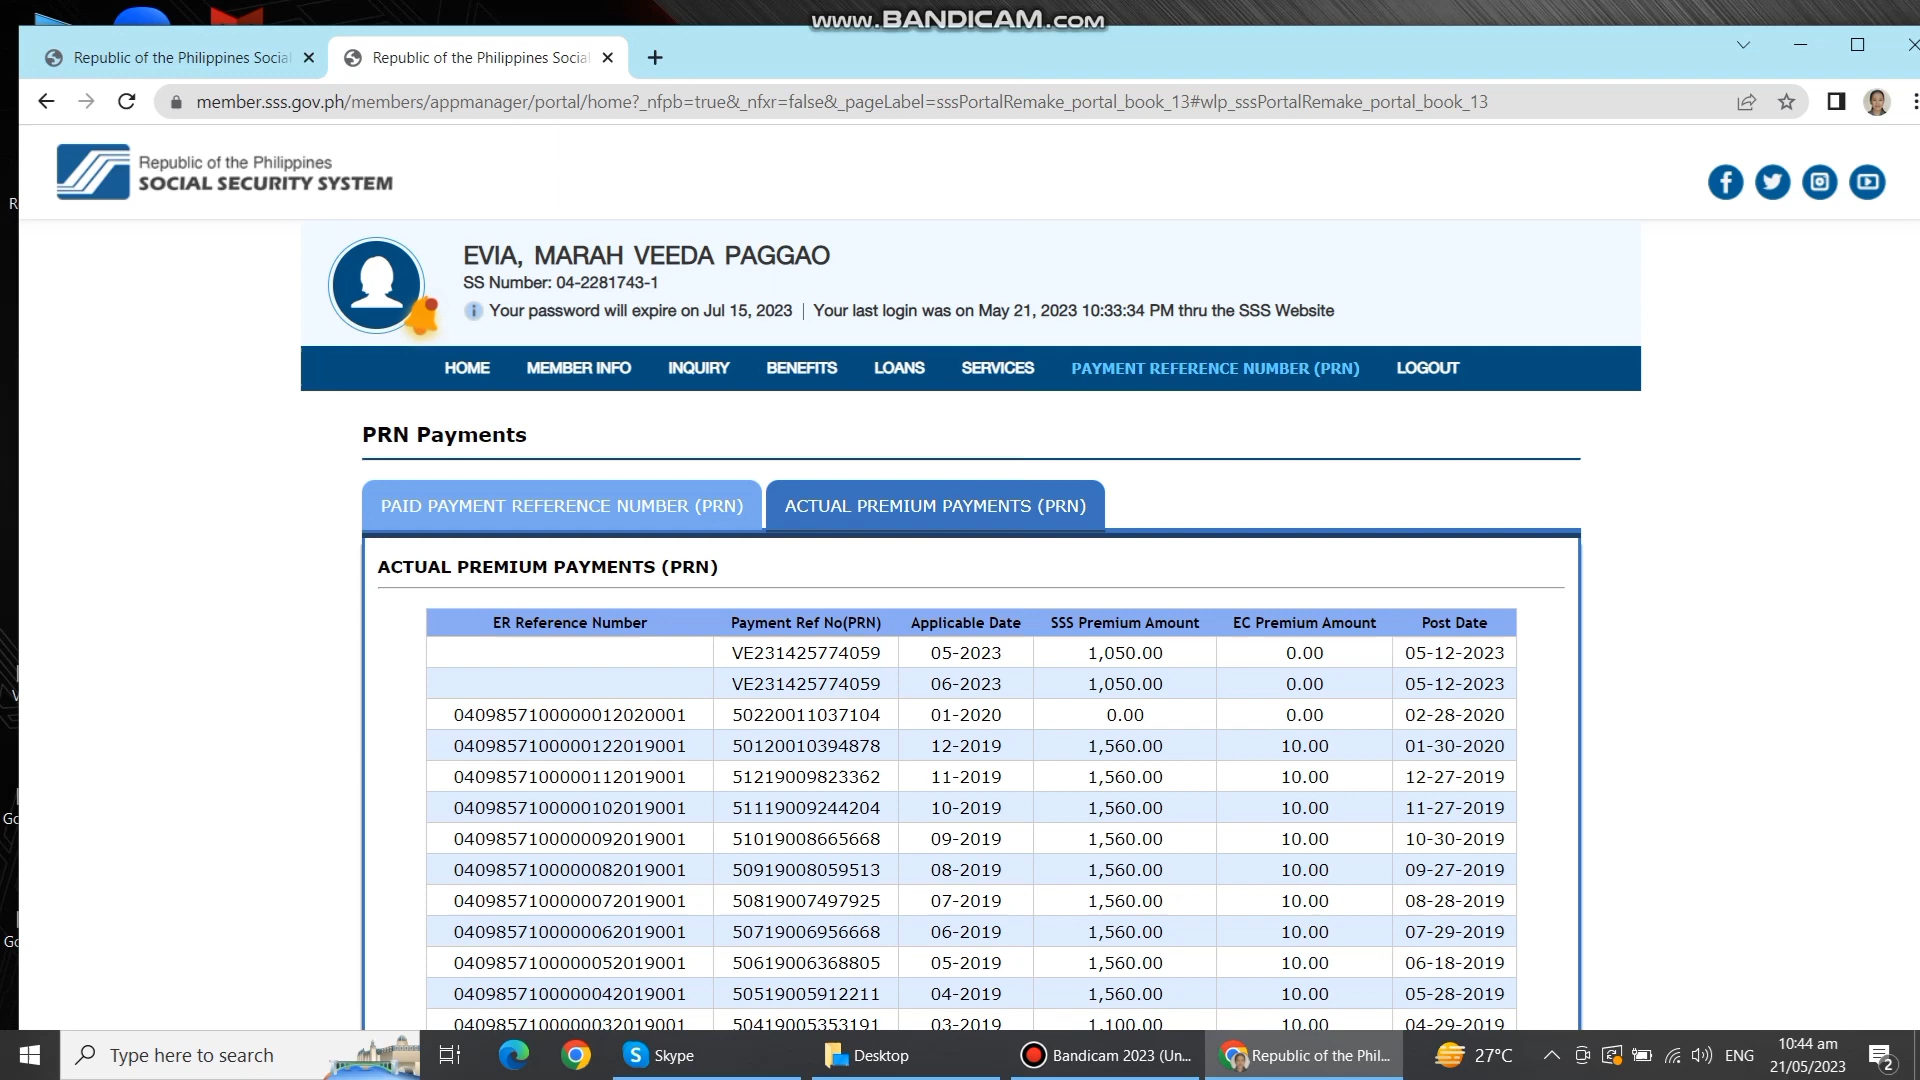 www.BANDICAM.com
Republic of the Philippines Social
Republic of the Philippines Social
member.sss.gov.ph/members/appmanager/portal/home?_nfpb=true&_nfxr=false&_pageLabel=sssPortalRemake_portal_book_13#wlp_sssPortalRemake_portal_book_13
Republic of the Philippines
SOCIAL SECURITY SYSTEM
EVIA, MARAH VEEDA PAGGAO
SS Number: 04-2281743-1
Your password will expire on Jul 15, 2023 | Your last login was on May 21, 2023 10:33:34 PM thru the SSS Website
HOME MEMBER INFO INQUIRY BENEFITS LOANS SERVICES PAYMENT REFERENCE NUMBER (PRN) LOGOUT
PRN Payments
PAID PAYMENT REFERENCE NUMBER (PRN) ACTUAL PREMIUM PAYMENTS (PRN)
ACTUAL PREMIUM PAYMENTS (PRN)
ER Reference Number Payment Ref No(PRN) Applicable Date SSS Premium Amount EC Premium Amount Post Date
VE231425774059 05-2023 1,050.00 0.00 05-12-2023
VE231425774059 06-2023 1,050.00 0.00 05-12-2023
0409857100000012020001 50220011037104 01-2020 0.00 0.00 02-28-2020
0409857100000122019001 50120010394878 12-2019 1,560.00 10.00 01-30-2020
0409857100000112019001 51219009823362 11-2019 1,560.00 10.00 12-27-2019
0409857100000102019001 51119009244204 10-2019 1,560.00 10.00 11-27-2019
0409857100000092019001 51019008665668 09-2019 1,560.00 10.00 10-30-2019
0409857100000082019001 50919008059513 08-2019 1,560.00 10.00 09-27-2019
0409857100000072019001 50819007497925 07-2019 1,560.00 10.00 08-28-2019
0409857100000062019001 50719006956668 06-2019 1,560.00 10.00 07-29-2019
0409857100000052019001 50619006368805 05-2019 1,560.00 10.00 06-18-2019
0409857100000042019001 50519005912211 04-2019 1,560.00 10.00 05-28-2019
0409857100000032019001 50419005353191 03-2019 1,100.00 10.00 04-29-2019
Type here to search Skype Desktop Bandicam 2023 (Un... Republic of the Phil... 27°C ENG 10:44 am
21/05/2023 2